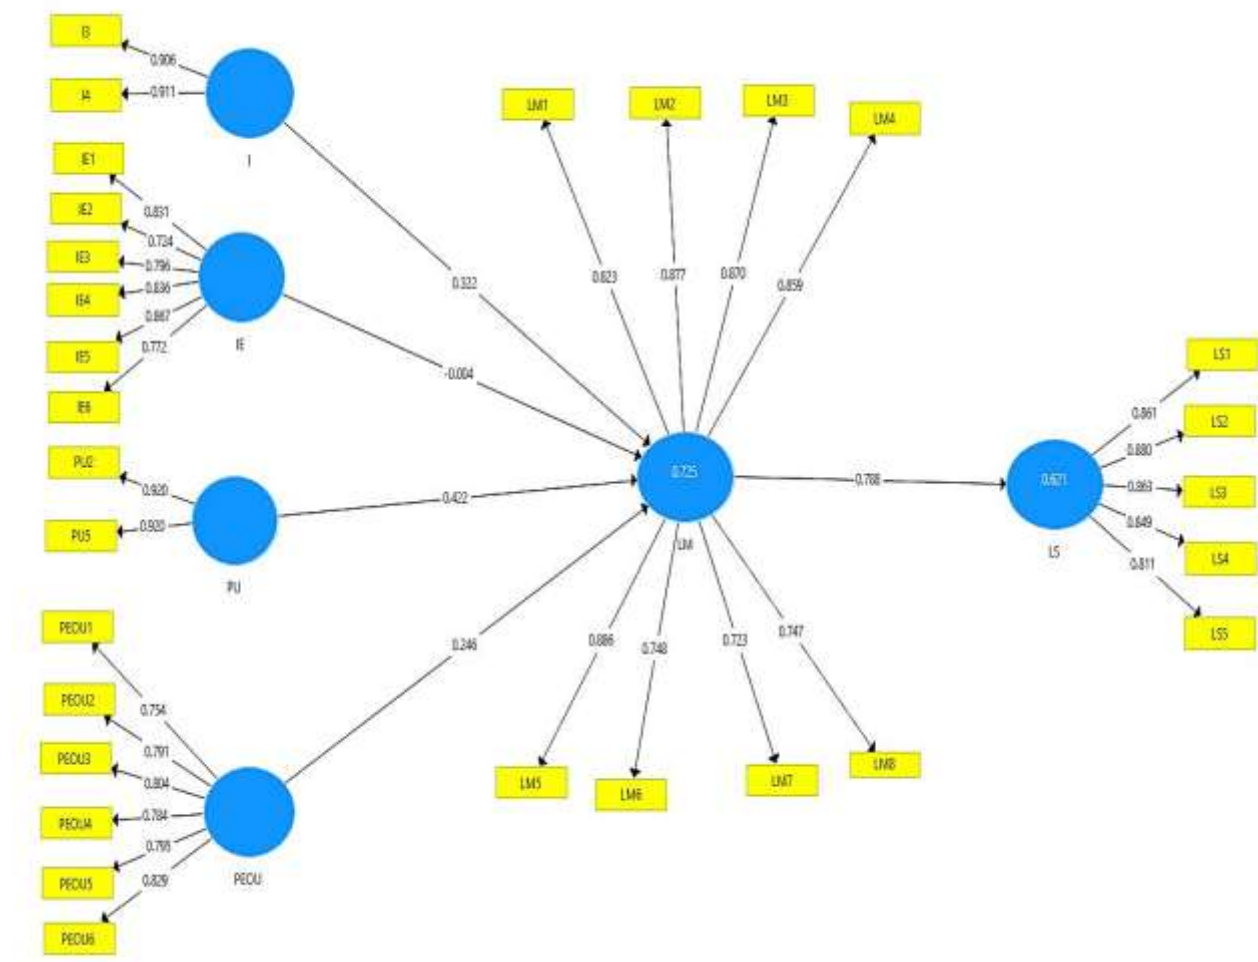 I3
0.906
I4
0.911
I
IE1
0.831
IE2
0.724
IE3
0.796
IE4
0.836
0.867
IE5
0.772
IE6
IE
PU2
0.920
PU5
0.920
PU
PEOU1
0.754
PEOU2
0.791
PEOU3
0.804
PEOU4
0.784
0.795
PEOU5
0.829
PEOU6
PEOU
0.322
-0.004
0.422
0.246
LM1
LM2
LM3
LM4
0.823
0.877
0.870
0.859
0.725
LM
0.886
0.748
0.723
0.747
LM5
LM6
LM7
LM8
0.788
0.621
LS
LS1
0.861
LS2
0.880
LS3
0.863
0.849
LS4
0.811
LS5